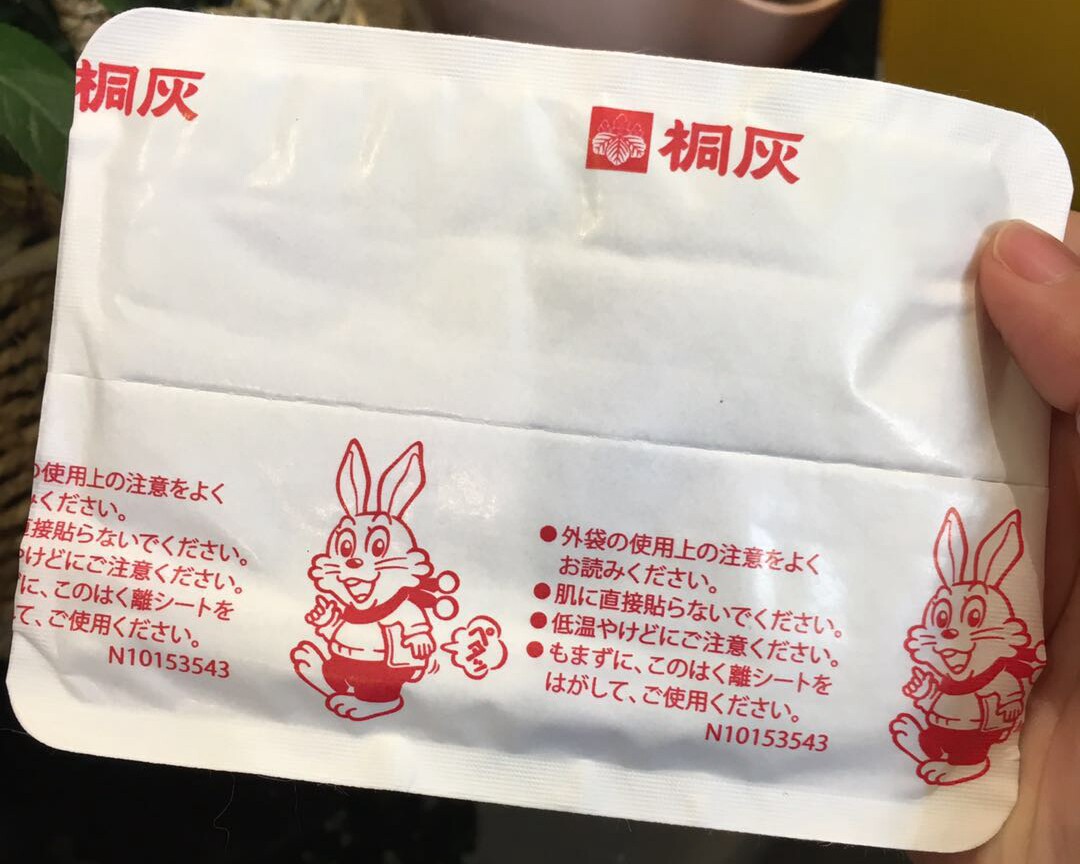 桐灰
桐灰
使用上の注意をよく
ください。
接貼らないでください。
けどにご注意ください。
に、このはく離シートを
て、ご使用ください。
N10153543
ペタッ
●外袋の使用上の注意をよく
お読みください。
●肌に直接貼らないでください。
●低温やけどにご注意ください。
●もまずに、このはく離シートを
はがして、ご使用ください。
N10153543